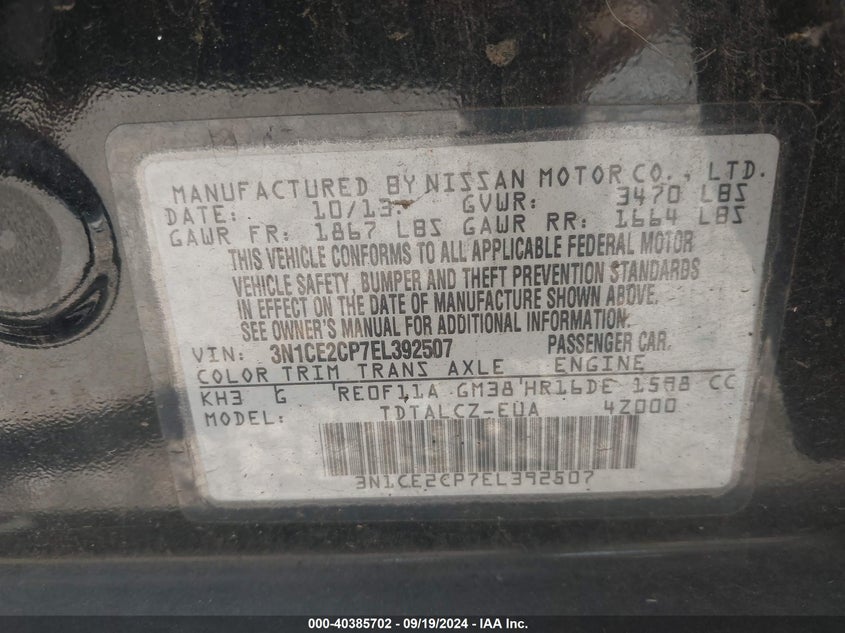 MANUFACTURED BY NISSAN MOTOR CO., LTD.
DATE: 10/13. GVWR: 3470 LBS
GAWR FR: 1867 LBS GAWR RR: 1664 LBS
THIS VEHICLE CONFORMS TO ALL APPLICABLE FEDERAL MOTOR
VEHICLE SAFETY, BUMPER AND THEFT PREVENTION STANDARDS
IN EFFECT ON THE DATE OF MANUFACTURE SHOWN ABOVE.
SEE OWNER'S MANUAL FOR ADDITIONAL INFORMATION.
VIN: 3N1CE2CP7EL392507 PASSENGER CAR.
COLOR TRIM TRANS AXLE ENGINE
KH3 G RE0F11A GM38 HR16DE 1598 CC
MODEL: TDTALCZ-EUA 4Z000
3N1CE2CP7EL392507
000-40385702 - 09/19/2024 - IAA Inc.